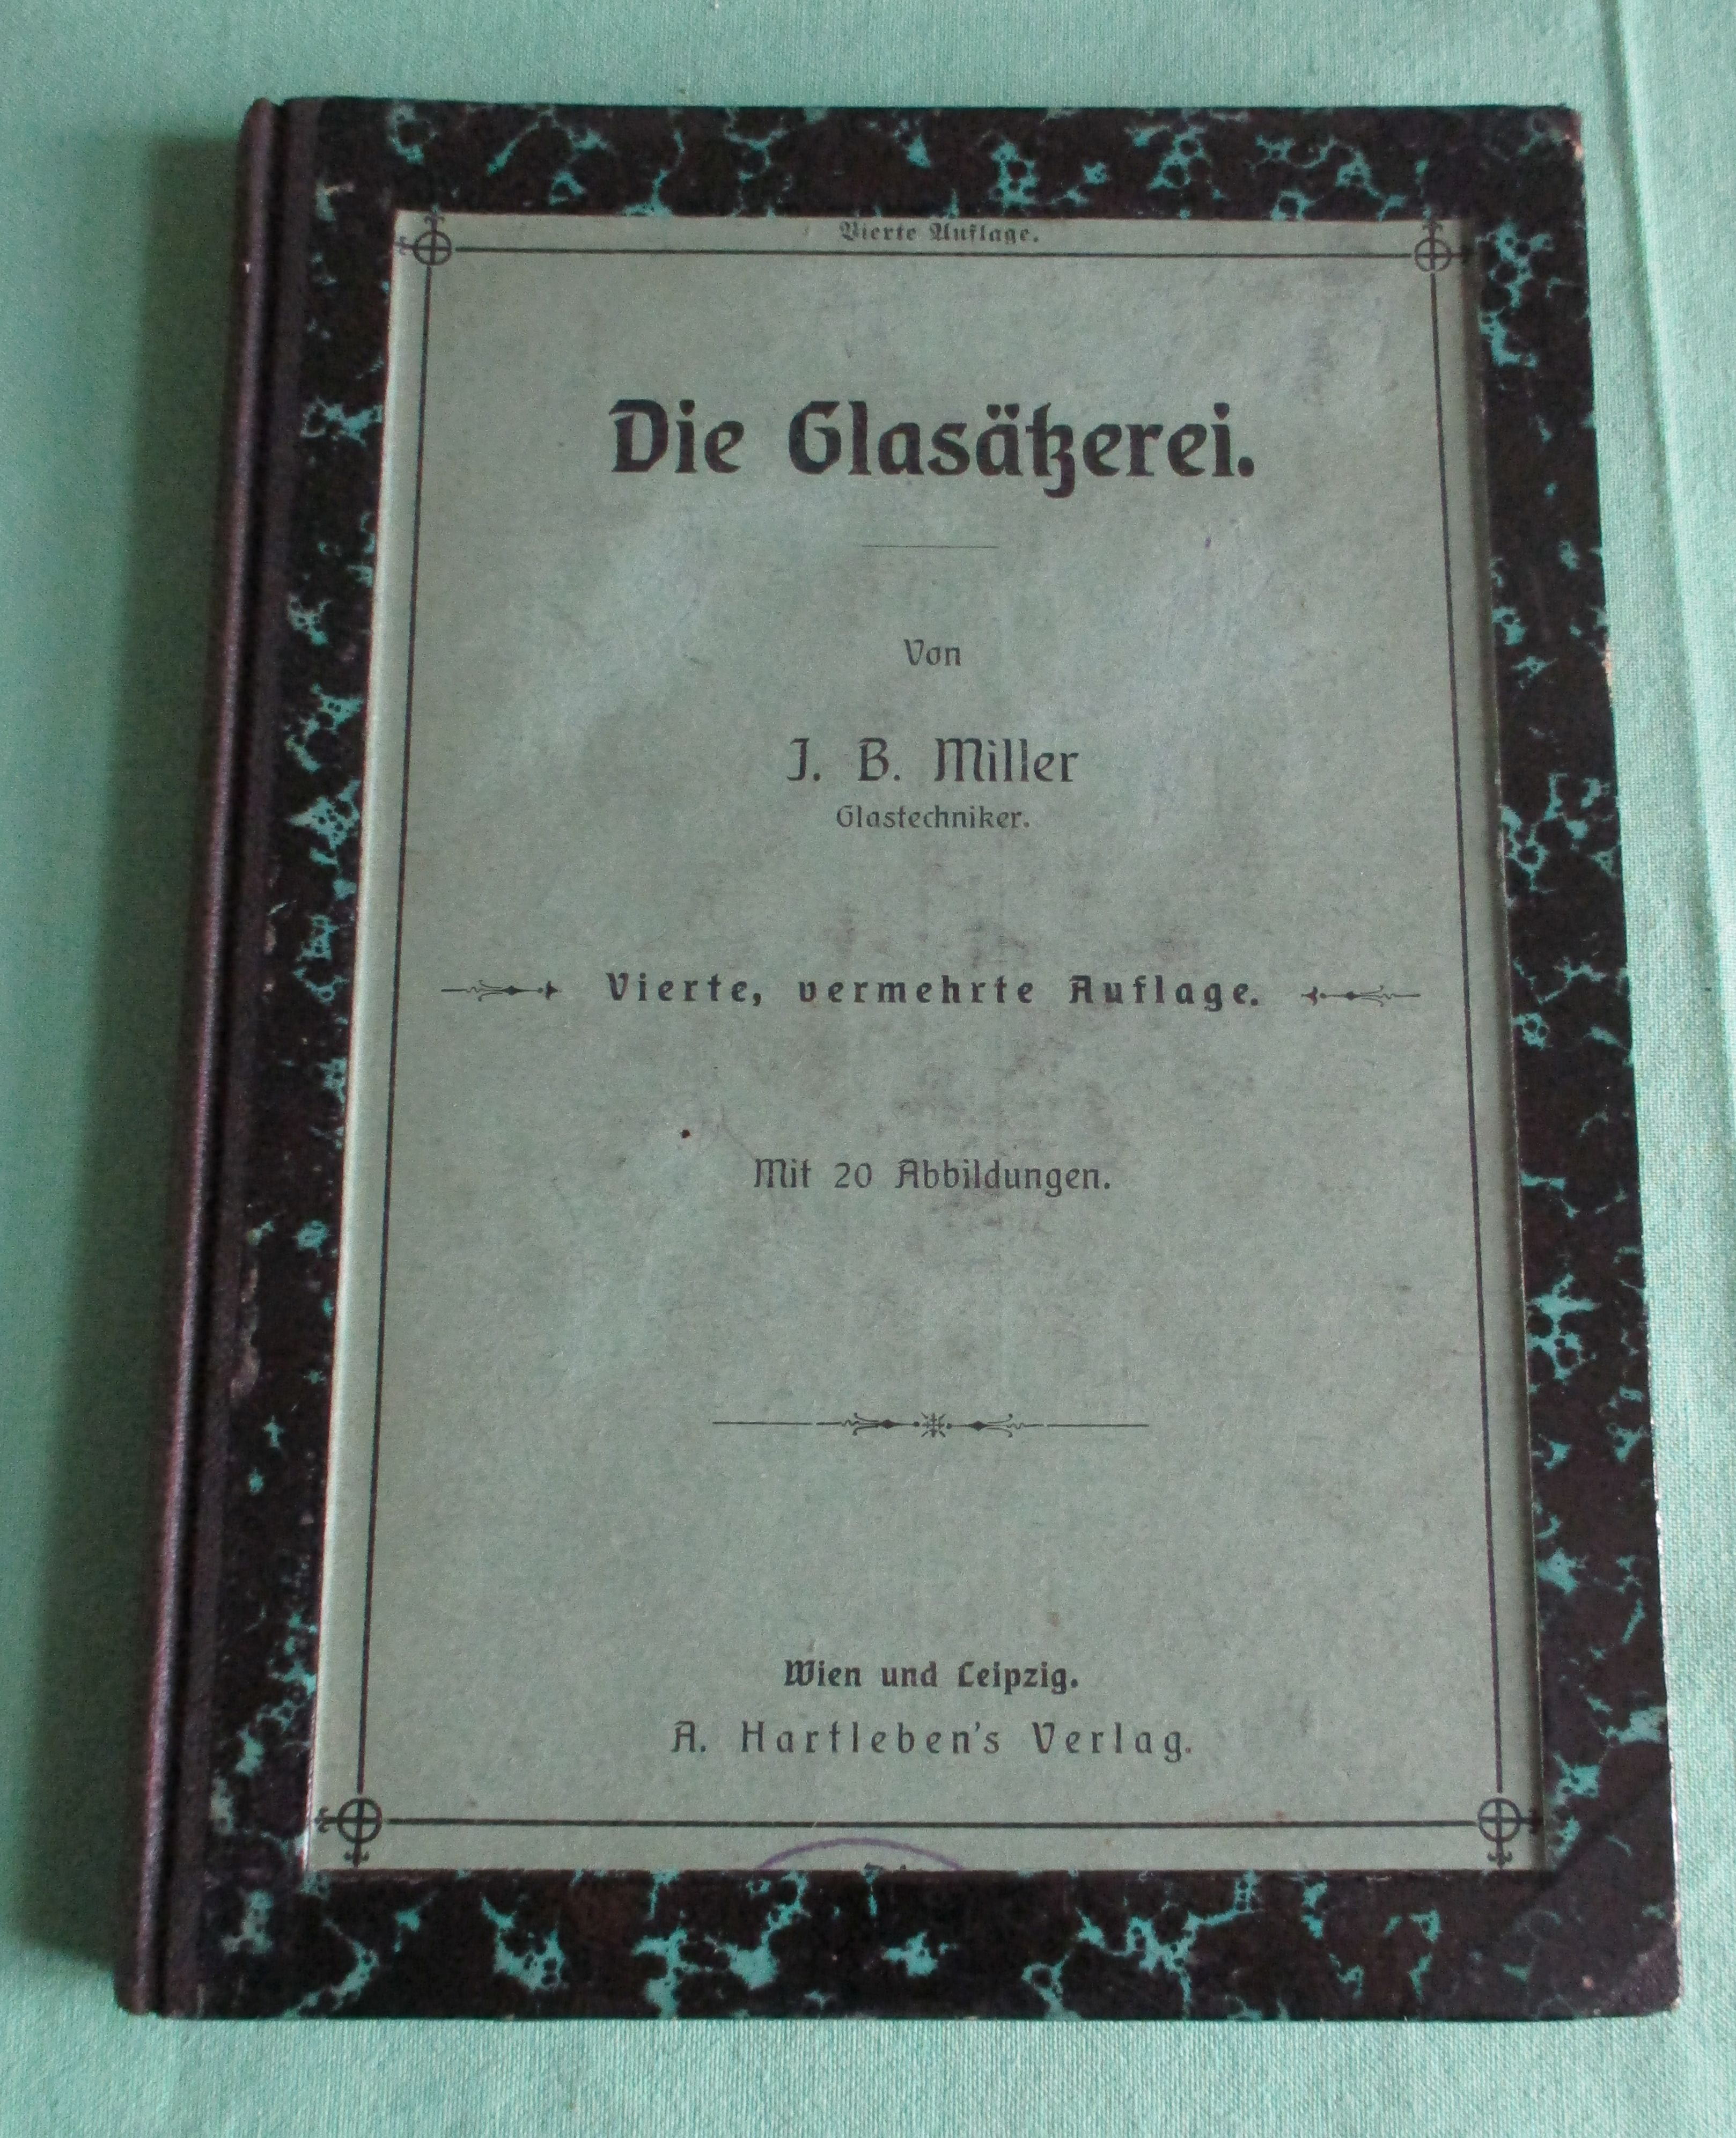 Vierte Auflage.
Die Glasätzerei.
Von
J. B. Miller
Glastechniker.
Vierte, vermehrte Auflage.
Mit 20 Abbildungen.
Wien und Leipzig.
A. Hartleben's Verlag.